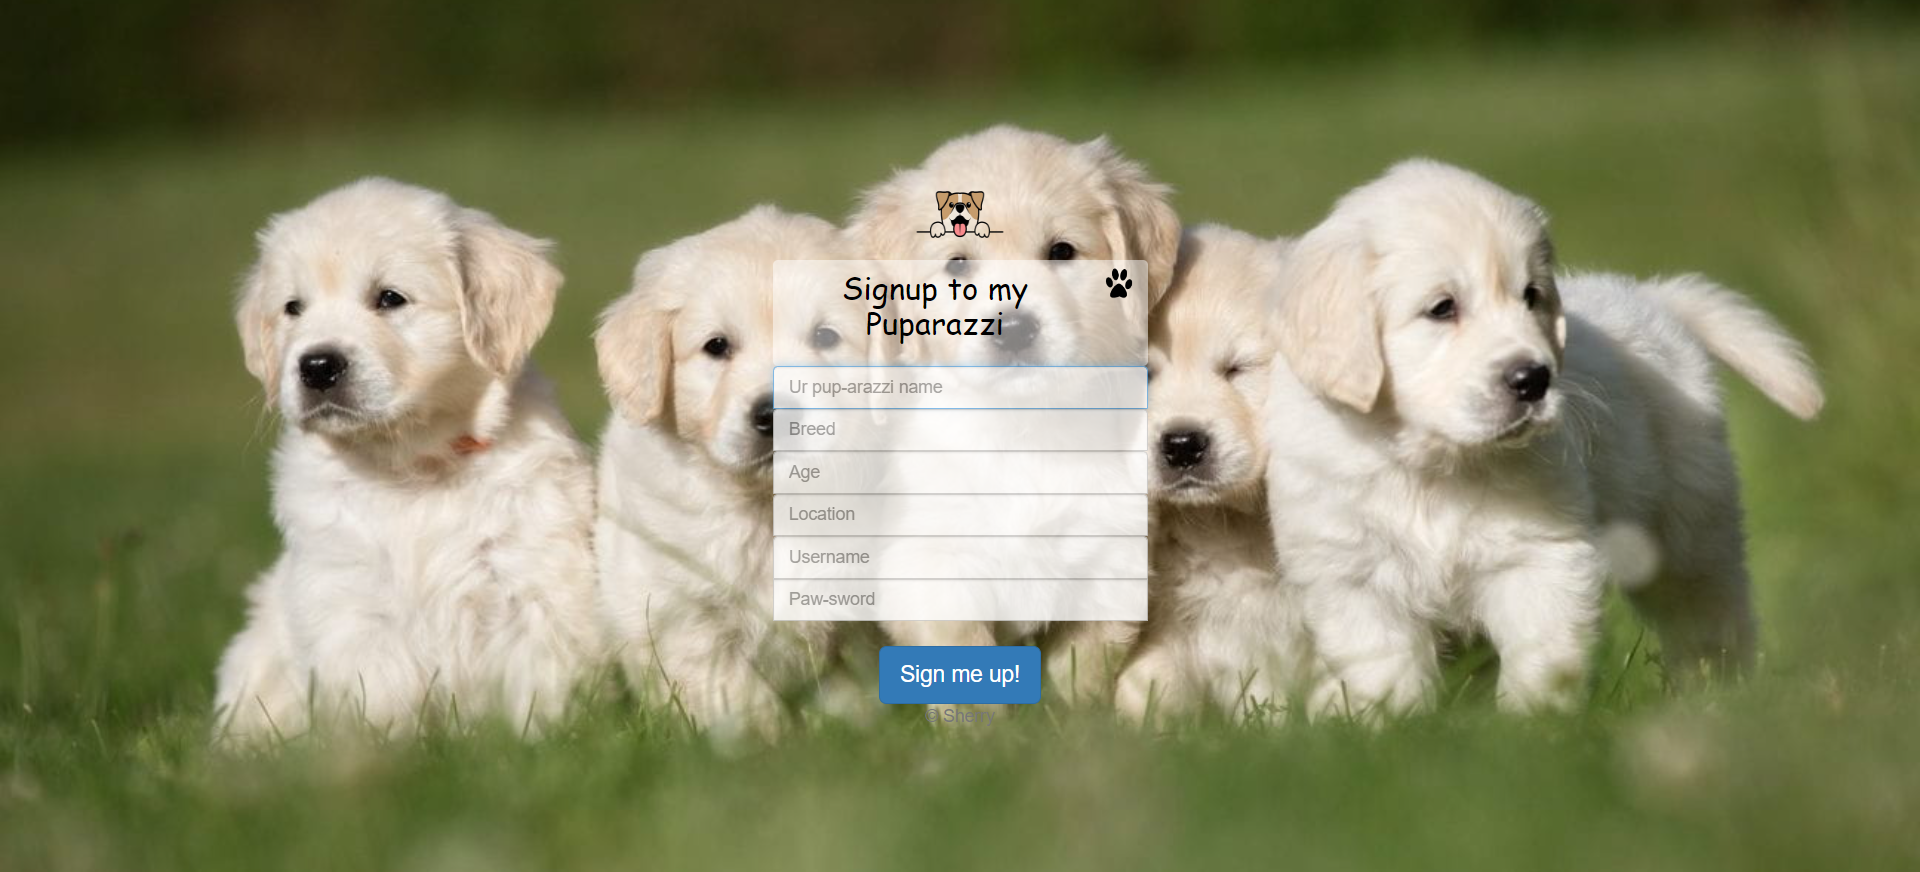 Signup to my
Puparazzi
Ur pup-arazzi name
Breed
Age
Location
Username
Paw-sword
Sign me up!
© Sherry